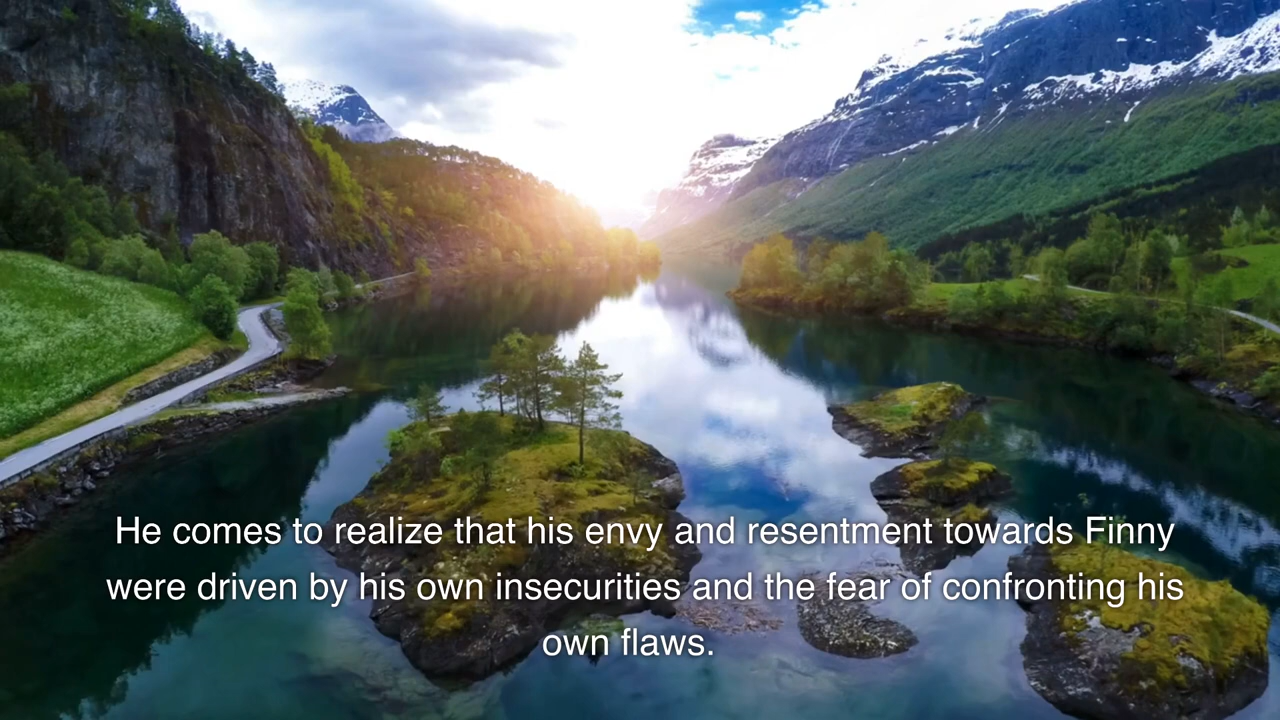 He comes to realize that his envy and resentment towards Finny
were driven by his own insecurities and the fear of confronting his
own flaws.